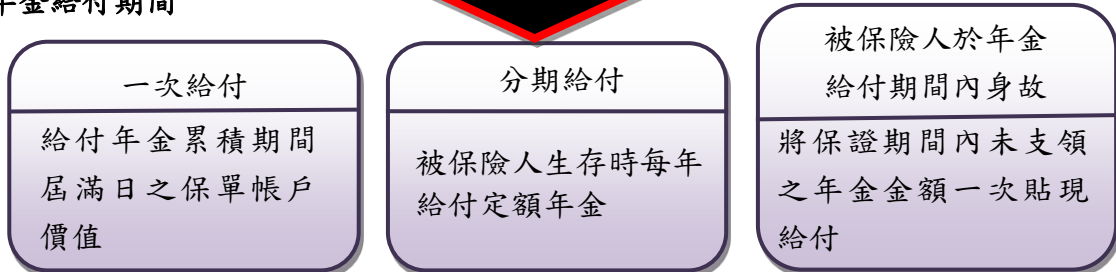 年金給付期間
一次給付
給付年金累積期間
屆滿日之保單帳戶
價值
分期給付
被保險人生存時每年
給付定額年金
被保險人於年金
給付期間內身故
將保證期間內未支領
之年金金額一次貼現
給付